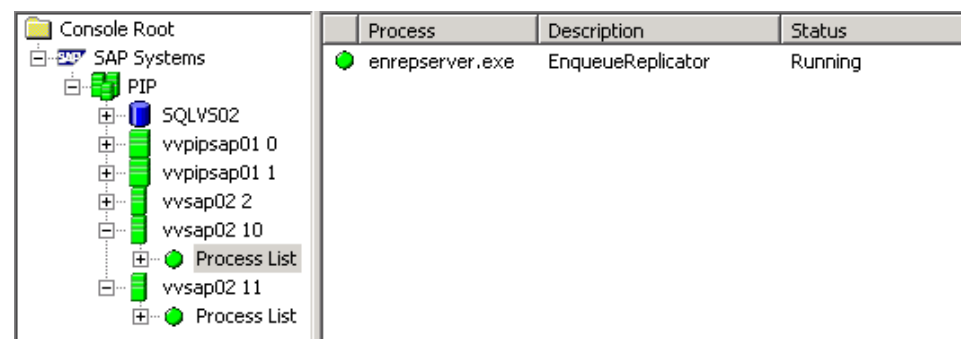 Console Root
SAP Systems
PIP
SQLVS02
vvpipsap01 0
vvpipsap01 1
vvsap02 2
vvsap02 10
Process List
vvsap02 11
Process List
Process Description Status
enrepserver.exe EnqueueReplicator Running